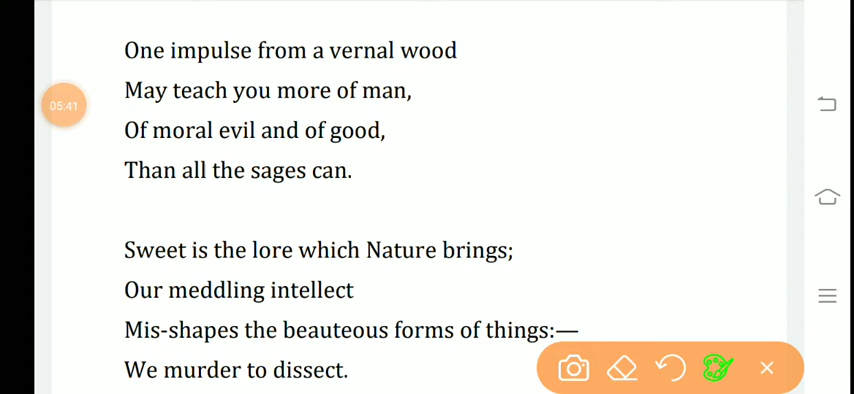 One impulse from a vernal wood
May teach you more of man,
05:41
Of moral evil and of good,
Than all the sages can.
Sweet is the lore which Nature brings;
Our meddling intellect
Mis-shapes the beauteous forms of things:—
We murder to dissect.